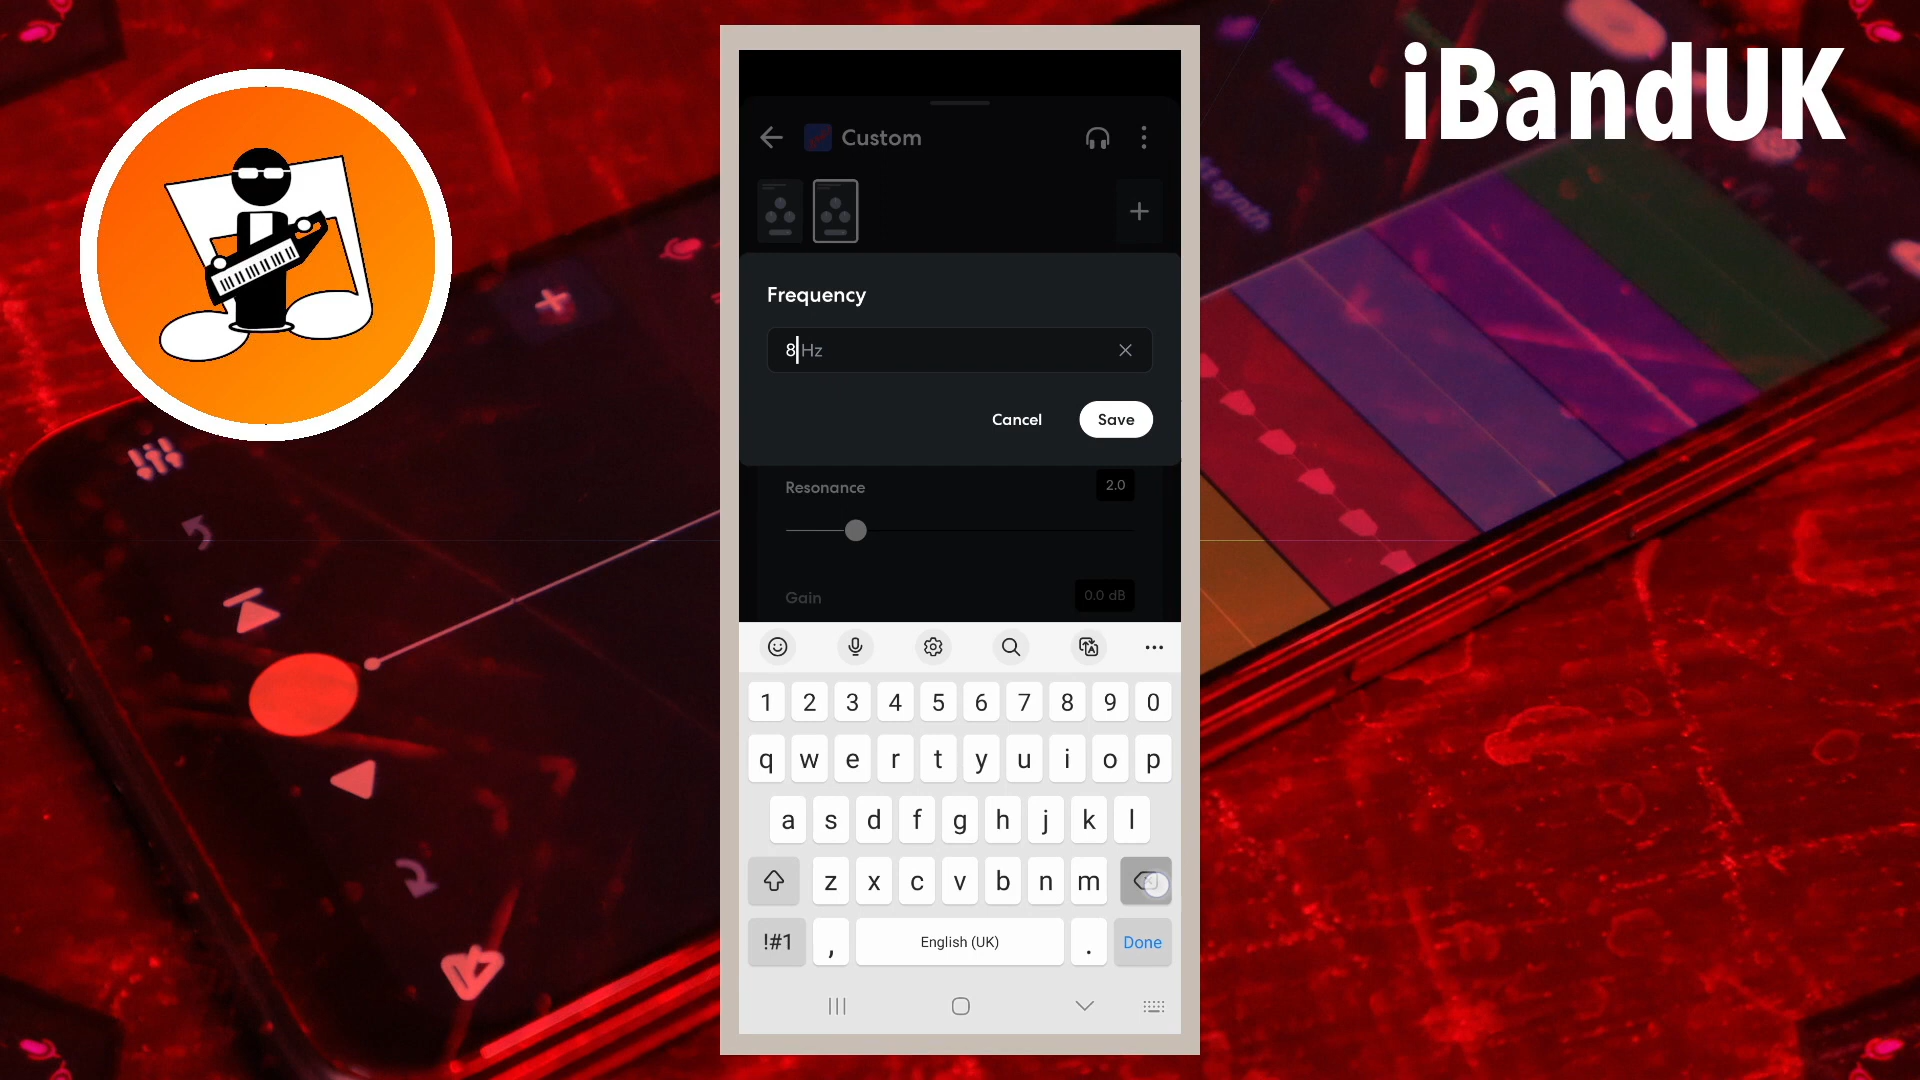 iBandUK
Custom
Frequency
8 Hz
Cancel
Save
Resonance
2.0
Gain
0.0 dB
1 2 3 4 5 6 7 8 9 0
q w e r t y u i o p
a s d f g h j k l
z x c v b n m
!#1 , English (UK) . Done